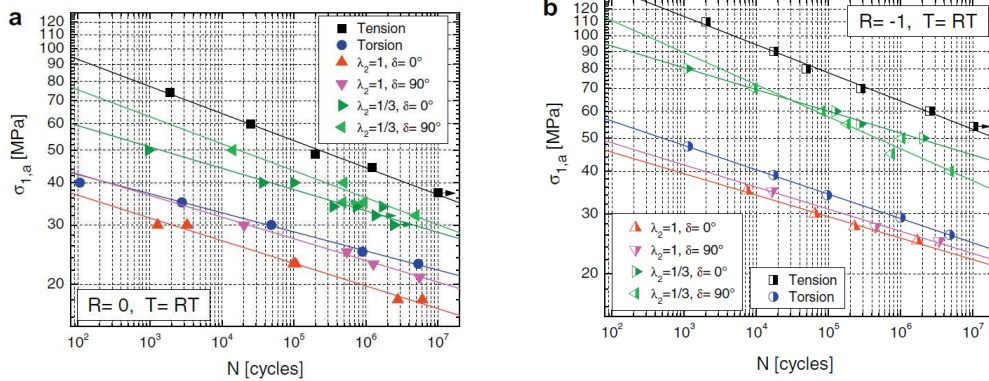 a
120
100
90
80
70
60
50
40
30
20
σ1,a [MPa]
Tension
Torsion
λ2=1, δ= 0°
λ2=1, δ= 90°
λ2=1/3, δ= 0°
λ2=1/3, δ= 90°
R= 0, T= RT
10^2 10^3 10^4 10^5 10^6 10^7
N [cycles]
b
120
100
90
80
70
60
50
40
30
20
σ1,a [MPa]
R= -1, T= RT
λ2=1, δ= 0°
λ2=1, δ= 90°
λ2=1/3, δ= 0°
λ2=1/3, δ= 90°
Tension
Torsion
10^2 10^3 10^4 10^5 10^6 10^7
N [cycles]